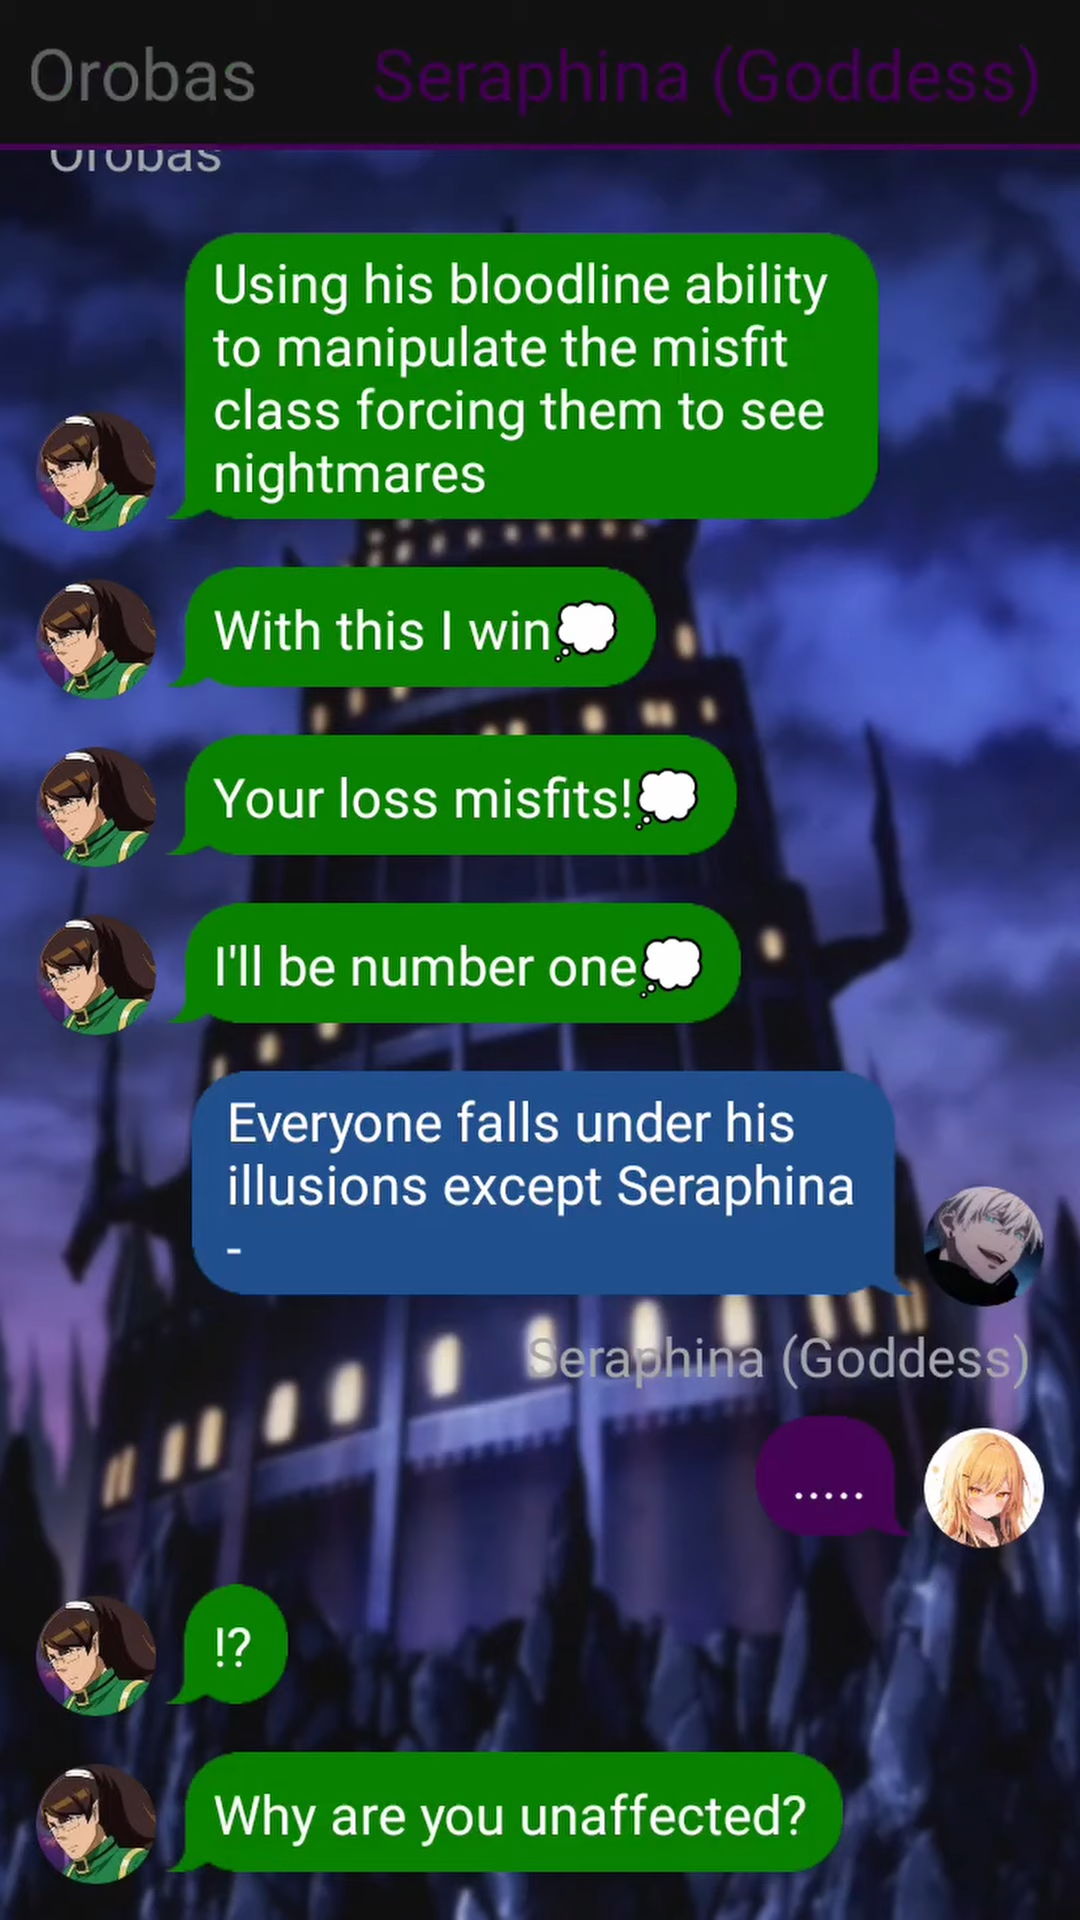 Orobas Seraphina (Goddess)
Orobas
Using his bloodline ability
to manipulate the misfit
class forcing them to see
nightmares
With this I win💭
Your loss misfits!💭
I'll be number one💭
Everyone falls under his
illusions except Seraphina
-
Seraphina (Goddess)
.....
!?
Why are you unaffected?